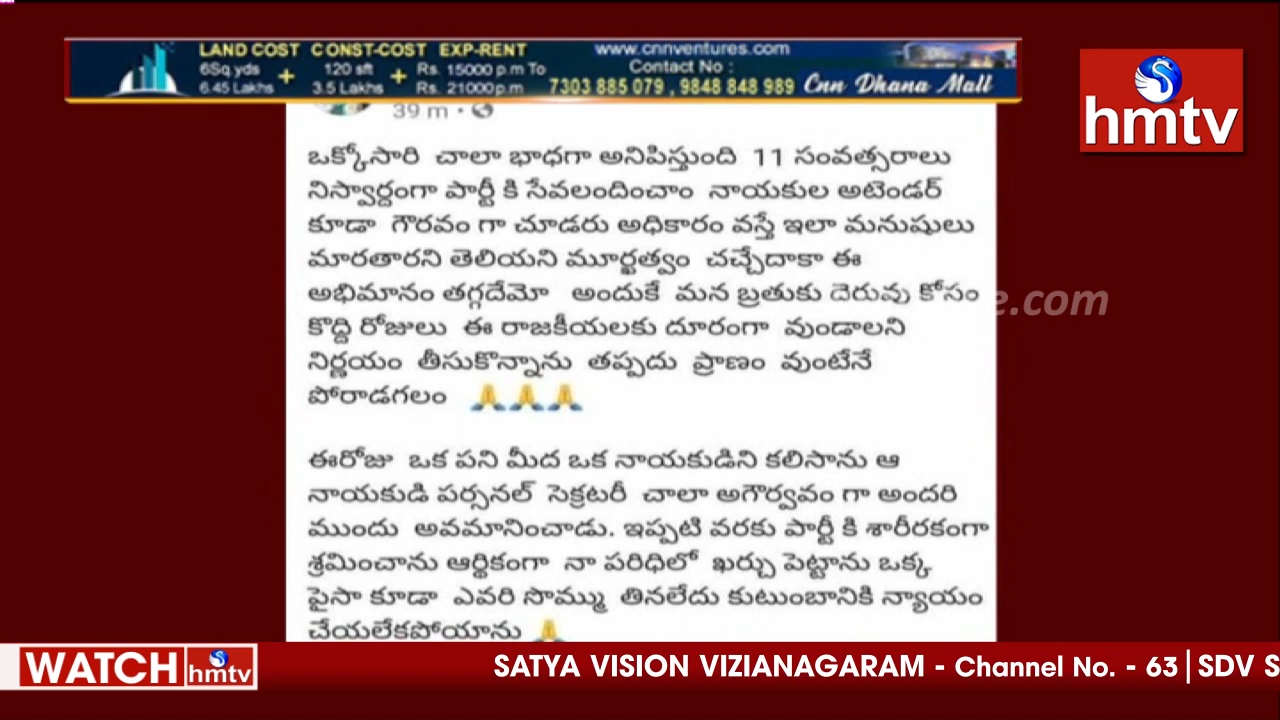 LAND COST CONST-COST EXP-RENT
6Sq.yds + 120 sft + Rs. 15000 p.m To
6.45 Lakhs 3.5 Lakhs Rs. 21000p.m
www.cnnventures.com
Contact No :
7303 885 079 , 9848 848 989
Cnn Dhana Mall
hmtv
39 m ·
ఒక్కోసారి చాలా భాధగా అనిపిస్తుంది 11 సంవత్సరాలు
నిస్వార్దంగా పార్టీ కి సేవలందించాం నాయకుల అటెండర్
కూడా గౌరవం గా చూడరు అధికారం వస్తే ఇలా మనుషులు
మారతారని తెలియని మూర్ఖత్వం చచ్చేదాకా ఈ
అభిమానం తగ్గదేమో అందుకే మన బ్రతుకు దెరువు కోసం
కొద్ది రోజులు ఈ రాజకీయలకు దూరంగా వుండాలని
నిర్ణయం తీసుకొన్నాను తప్పదు ప్రాణం వుంటేనే
పోరాడగలం 🙏🙏🙏
ఈరోజు ఒక పని మీద ఒక నాయకుడిని కలిసాను ఆ
నాయకుడి పర్సనల్ సెక్రటరీ చాలా అగౌర్వవం గా అందరి
ముందు అవమానించాడు. ఇప్పటి వరకు పార్టీ కి శారీరకంగా
శ్రమించాను ఆర్థికంగా నా పరిధిలో ఖర్చు పెట్టాను ఒక్క
పైసా కూడా ఎవరి సొమ్ము తినలేదు కుటుంబానికి న్యాయం
చేయలేకపోయాను 🙏
e.com
WATCH hmtv
SATYA VISION VIZIANAGARAM - Channel No. - 63 | SDV S